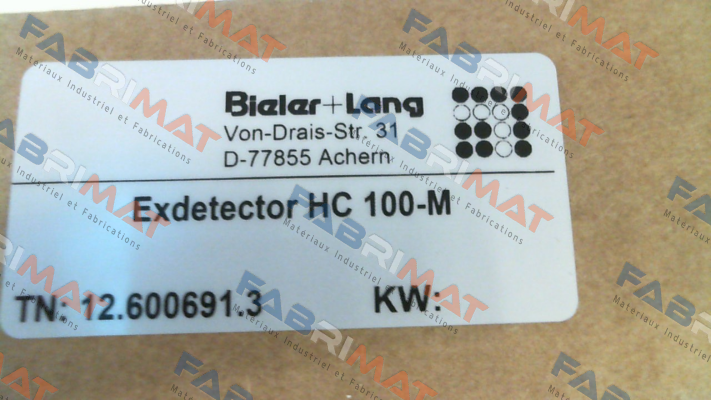 Bieler+Lang
Von-Drais-Str. 31
D-77855 Achern
Exdetector HC 100-M
TN: 12.600691.3 KW:
FABRIMAT
Materiaux Industriel et Fabrications